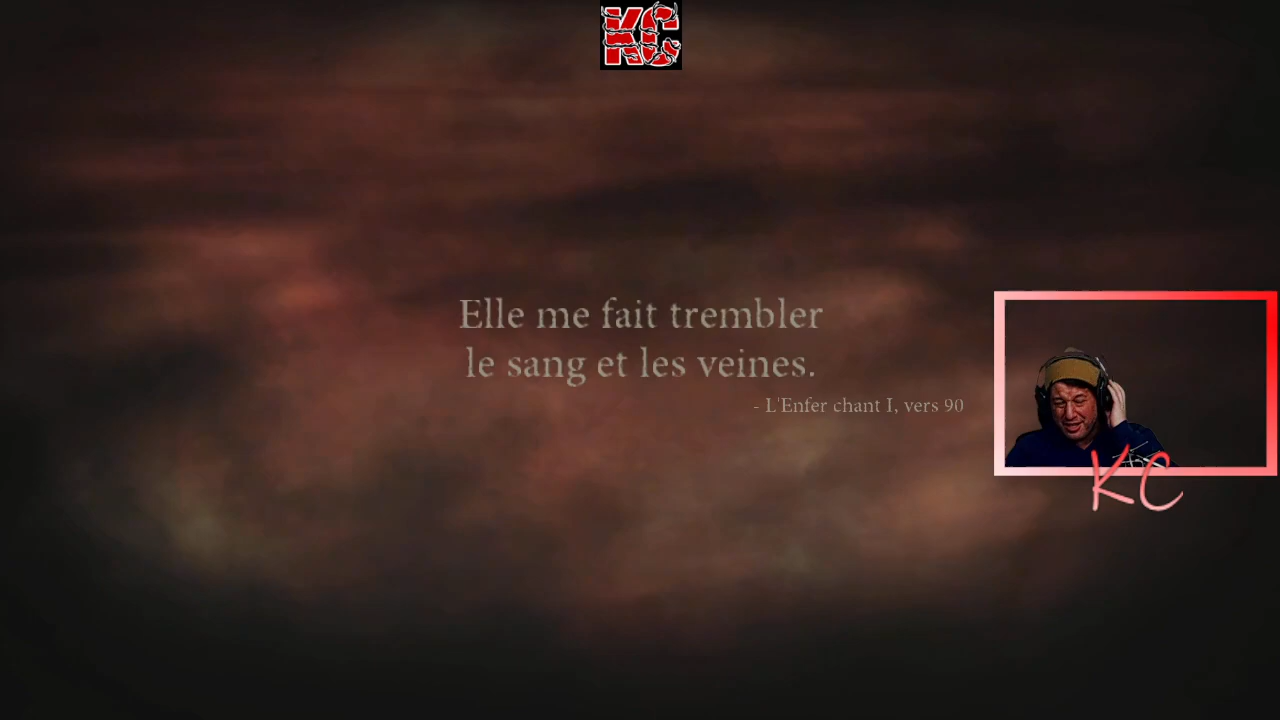 KC
Elle me fait trembler
le sang et les veines.
- L'Enfer chant I, vers 90
KC